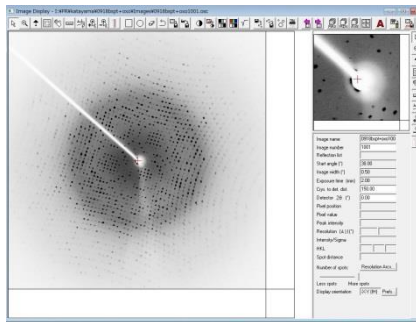 Image Display -
A
Image name
Image number 1001
Reflection list
Start angle (°) 36.00
Image width (°) 0.50
Exposure time (min) 2.00
Crys. to det. dist. 150.00
Detector 2θ (°) 0.00
Pixel position
Pixel value
Peak intensity
Resolution
Intensity/Sigma
HKL
Spot distance
Number of spots Resolution Arcs...
Less spots More spots
Display orientation Prefs...